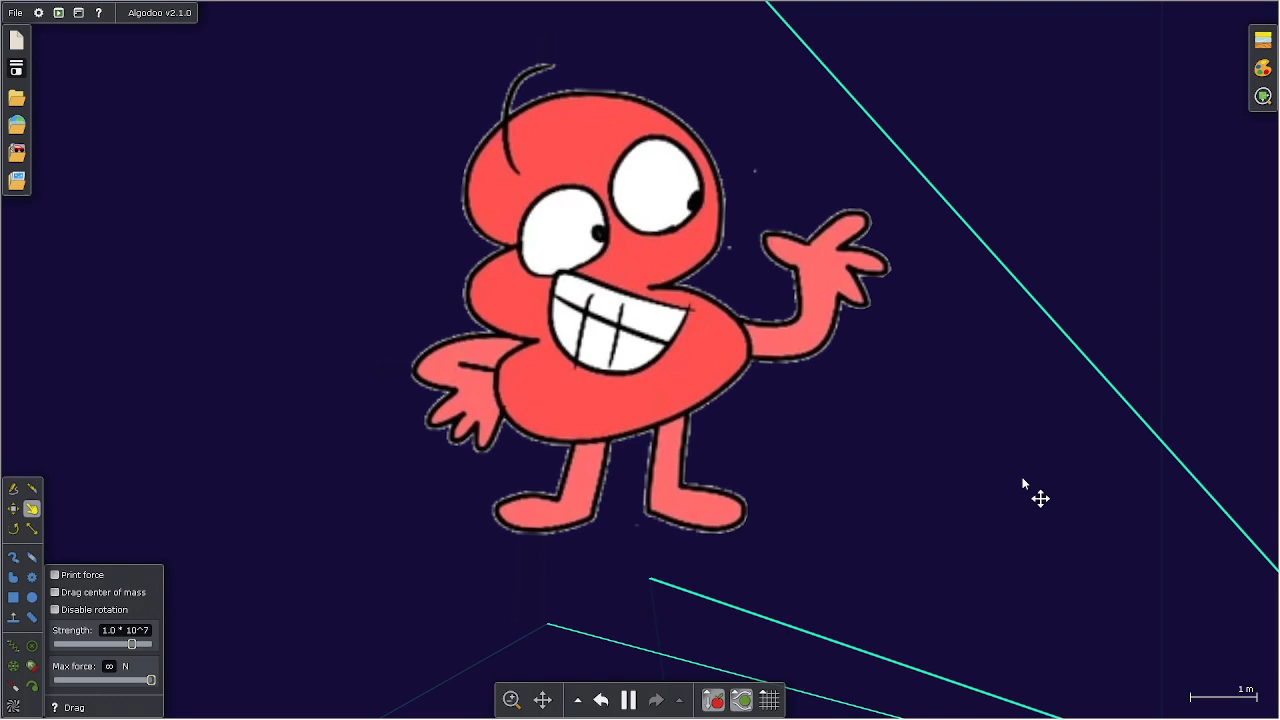 File ? Algodoo v2.1.0
Print force
Drag center of mass
Disable rotation
Strength: 1.0 * 10^7
Max force: ∞ N
? Drag
1 m